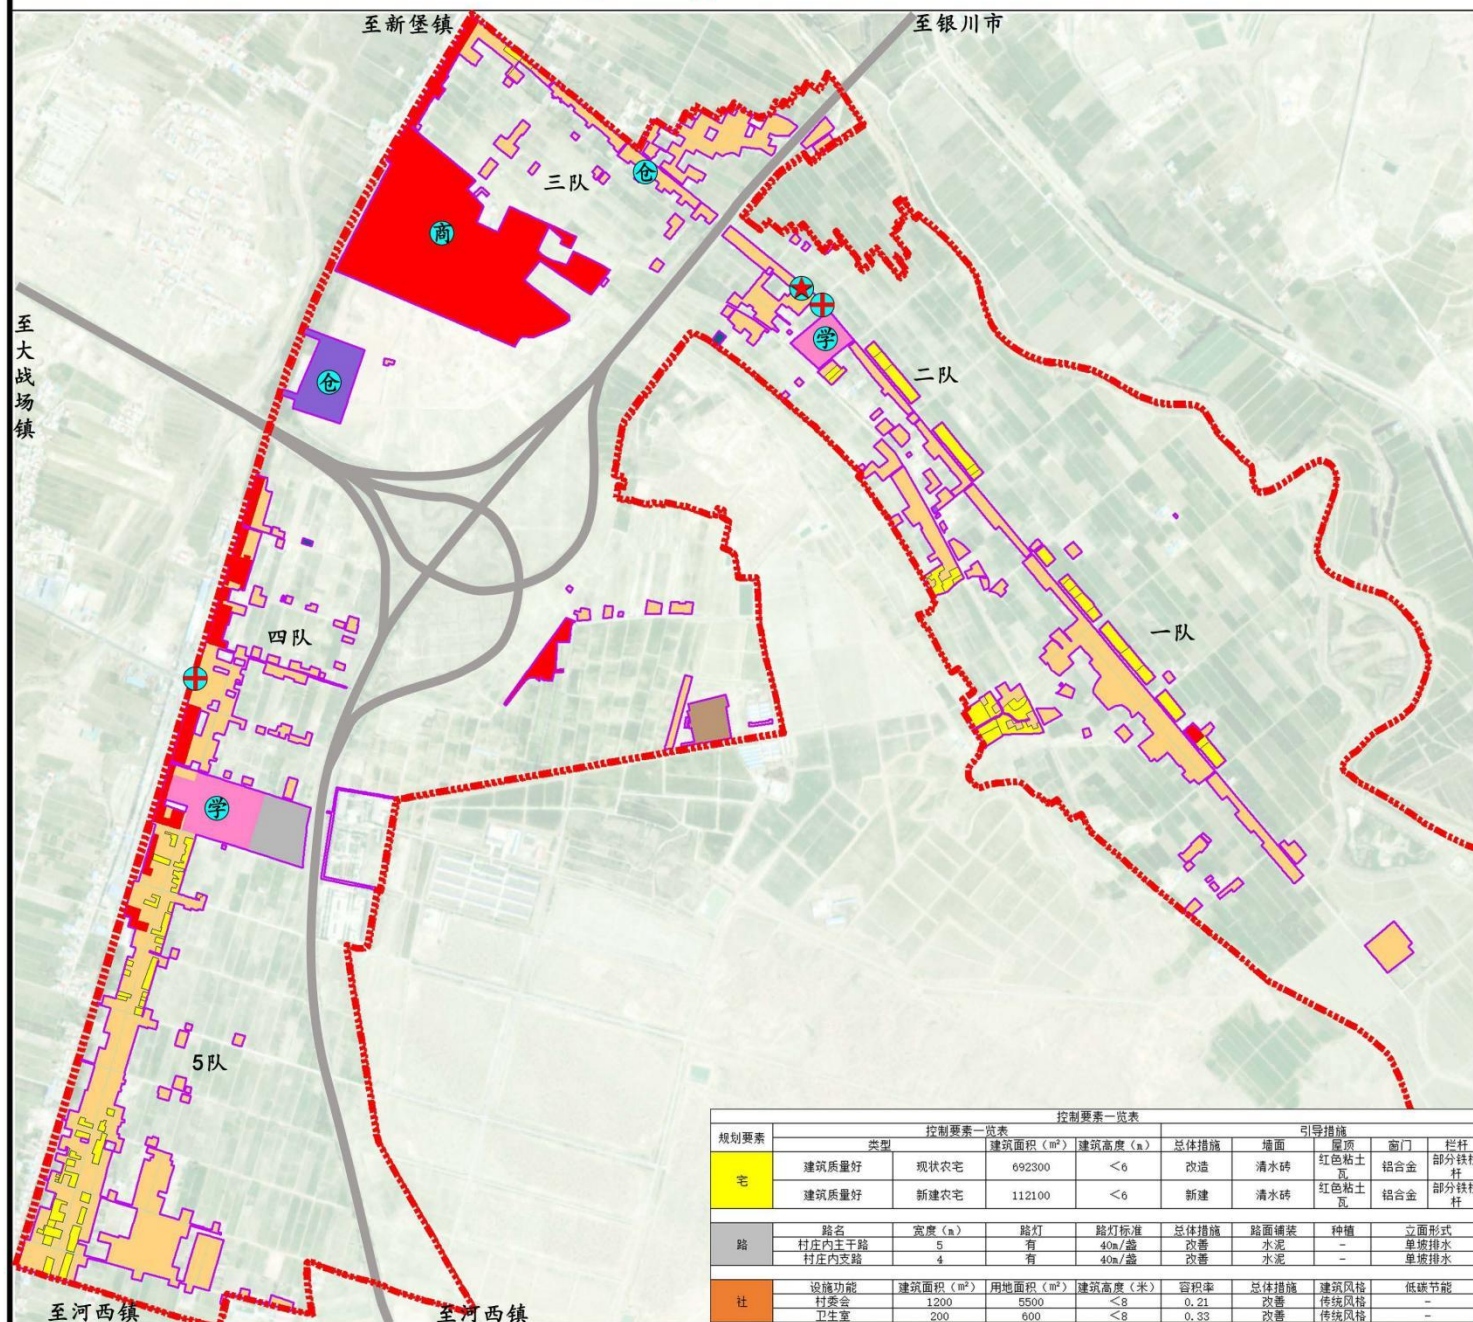 至新堡镇
至银川市
三队
仓
商
至大战场镇
仓
学
二队
四队
一队
学
5队
至河西镇
至河西镇
控制要素一览表
规划要素 控制要素一览表 引导措施
类型 建筑面积（m²） 建筑高度（m） 总体措施 墙面 屋顶 窗门 栏杆
宅 建筑质量好 现状农宅 692300 ＜6 改造 清水砖 红色粘土瓦 铝合金 部分铁栏杆
建筑质量好 新建农宅 112100 ＜6 新建 清水砖 红色粘土瓦 铝合金 部分铁栏杆
路 路名 宽度（m） 路灯 路灯标准 总体措施 路面铺装 种植 立面形式
村庄内主干路 5 有 40m/盏 改善 水泥 - 单坡排水
村庄内支路 4 有 40m/盏 改善 水泥 - 单坡排水
社 设施功能 建筑面积（m²） 用地面积（m²） 建筑高度（米） 容积率 总体措施 建筑风格 低碳节能
村委会 1200 5500 ＜8 0.21 改善 传统风格 -
卫生室 200 600 ＜8 0.33 改善 传统风格 -